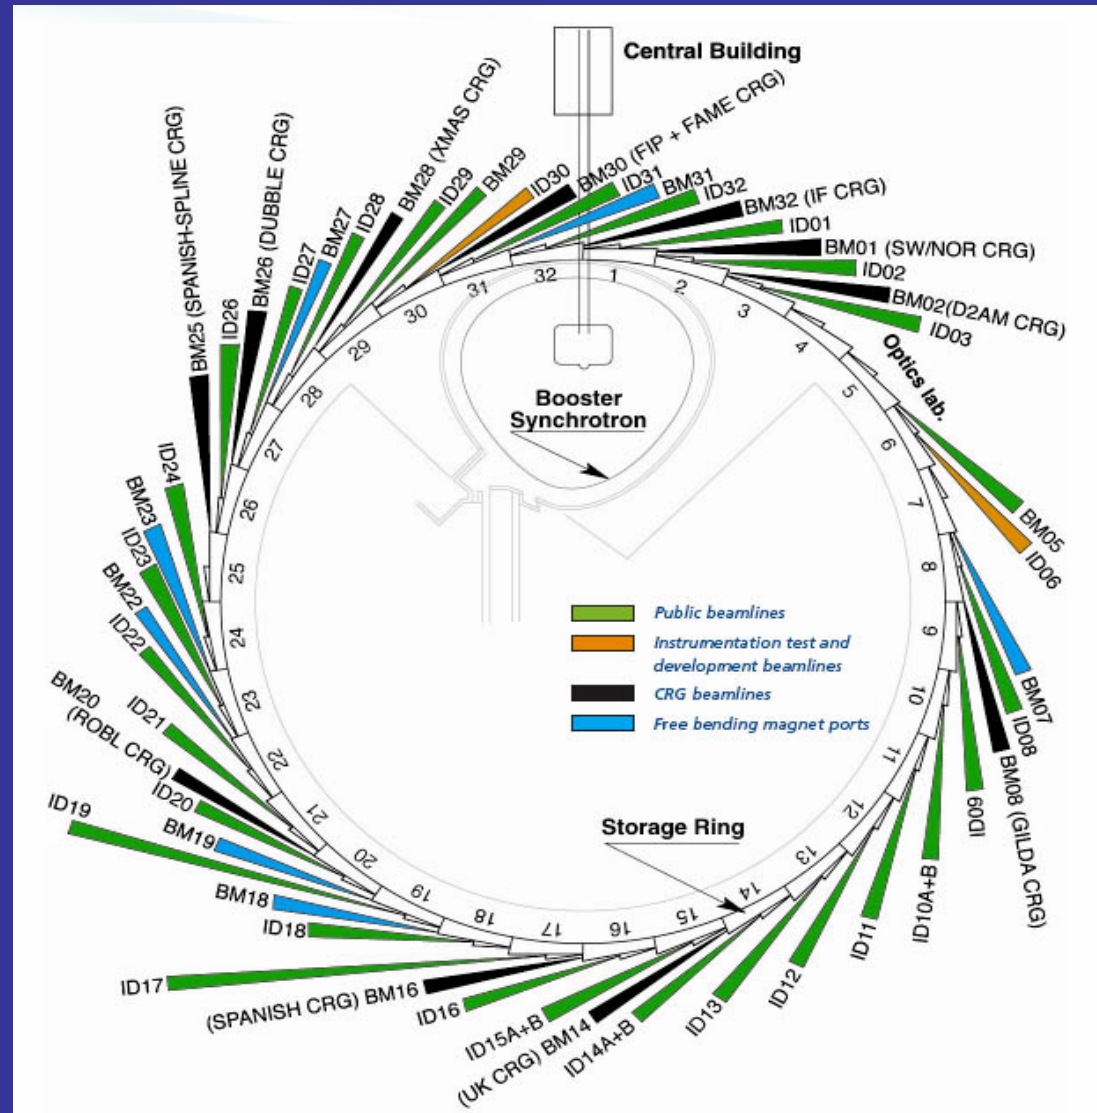 Central Building
BM30 (FIP + FAME CRG)
ID31
BM31
ID32
BM32 (IF CRG)
ID01
BM01 (SW/NOR CRG)
ID02
BM02(D2AM CRG)
ID03
Optics lab.
BM05
ID06
BM07
ID08
BM08 (GILDA CRG)
ID09
ID10A+B
ID11
ID12
ID13
ID14A+B
(UK CRG) BM14
ID15A+B
ID16
(SPANISH CRG) BM16
ID17
ID18
BM18
BM19
ID19
ID20
BM20
(ROBL CRG)
ID21
ID22
BM22
ID23
BM23
ID24
BM25 (SPANISH-SPLINE CRG)
ID26
BM26 (DUBBLE CRG)
ID27
BM27
ID28
BM28 (XMAS CRG)
ID29
BM29
ID30
1
2
3
4
5
6
7
8
9
10
11
12
13
14
15
16
17
18
19
20
21
22
23
24
25
26
27
28
29
30
31
32
Booster
Synchrotron
Public beamlines
Instrumentation test and
development beamlines
CRG beamlines
Free bending magnet ports
Storage Ring